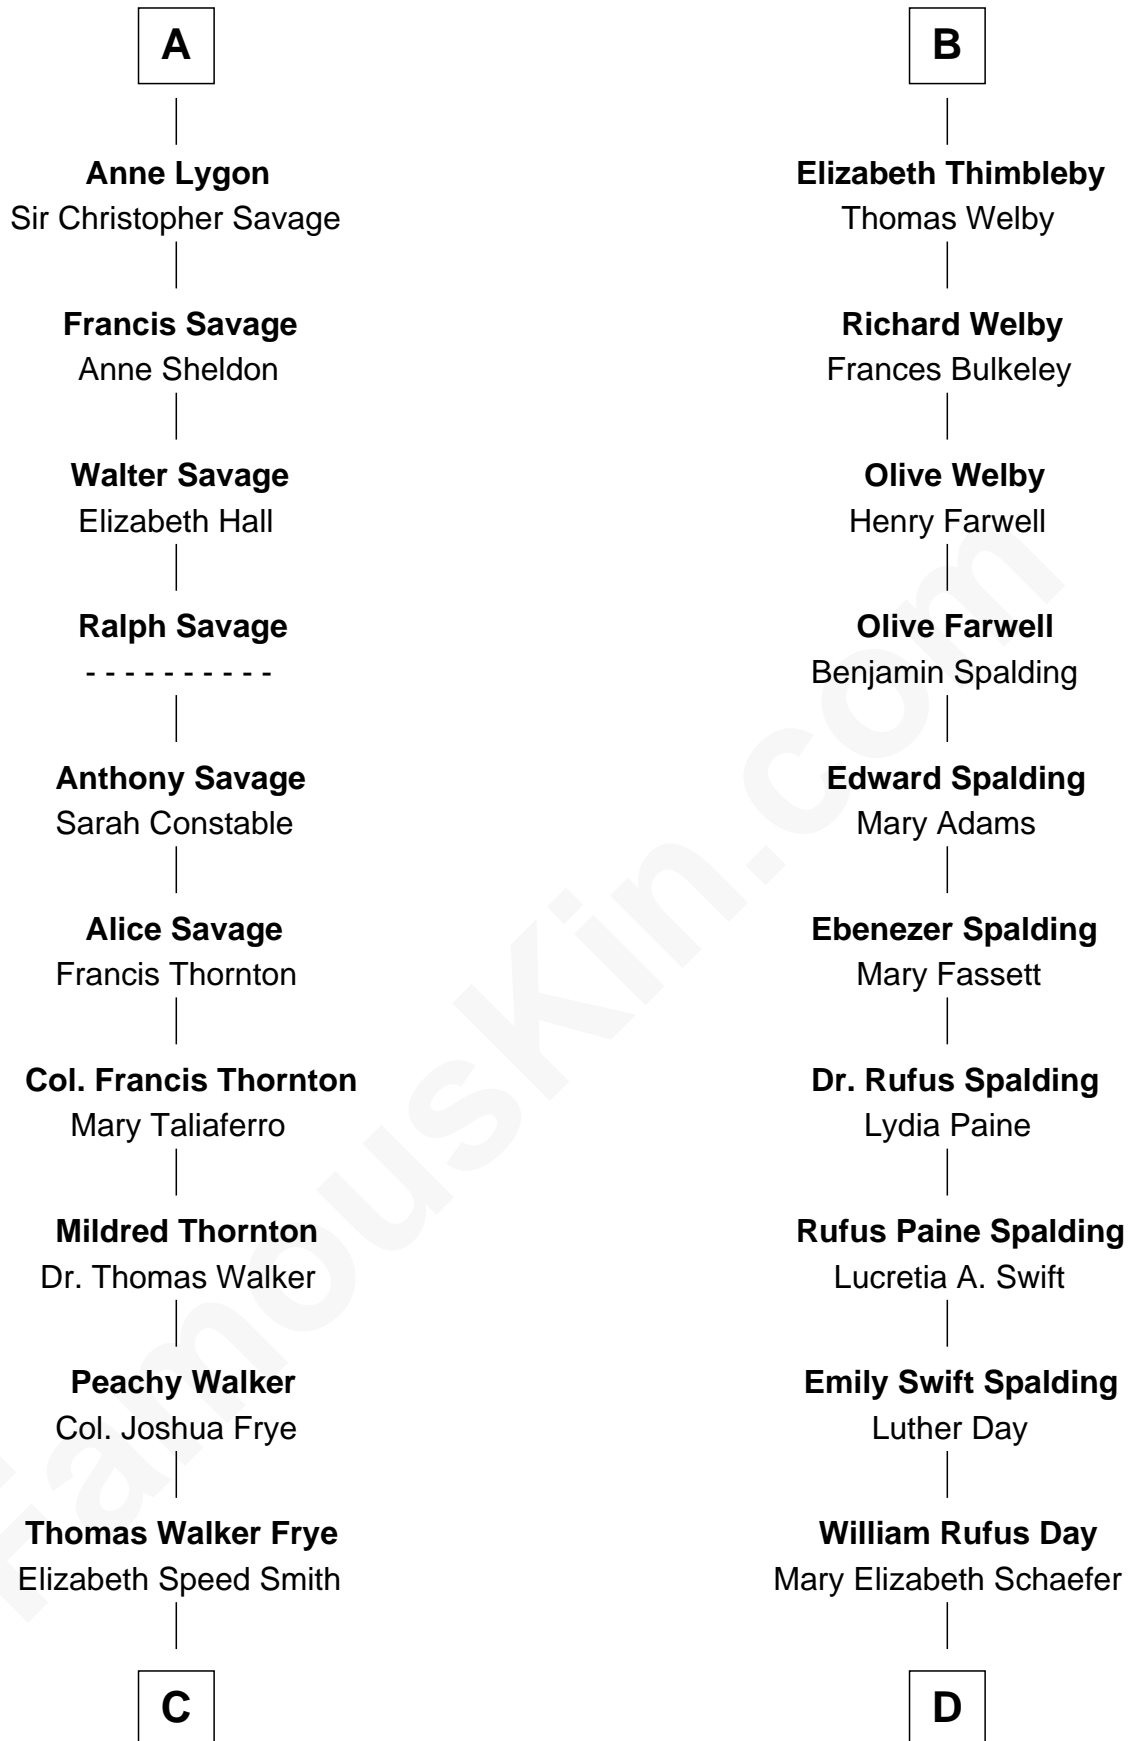 A
Anne Lygon
Sir Christopher Savage
Francis Savage
Anne Sheldon
Walter Savage
Elizabeth Hall
Ralph Savage
- - - - - - - - - -
Anthony Savage
Sarah Constable
Alice Savage
Francis Thornton
Col. Francis Thornton
Mary Taliaferro
Mildred Thornton
Dr. Thomas Walker
Peachy Walker
Col. Joshua Frye
Thomas Walker Frye
Elizabeth Speed Smith
C
B
Elizabeth Thimbleby
Thomas Welby
Richard Welby
Frances Bulkeley
Olive Welby
Henry Farwell
Olive Farwell
Benjamin Spalding
Edward Spalding
Mary Adams
Ebenezer Spalding
Mary Fassett
Dr. Rufus Spalding
Lydia Paine
Rufus Paine Spalding
Lucretia A. Swift
Emily Swift Spalding
Luther Day
William Rufus Day
Mary Elizabeth Schaefer
D
FamousKin.com